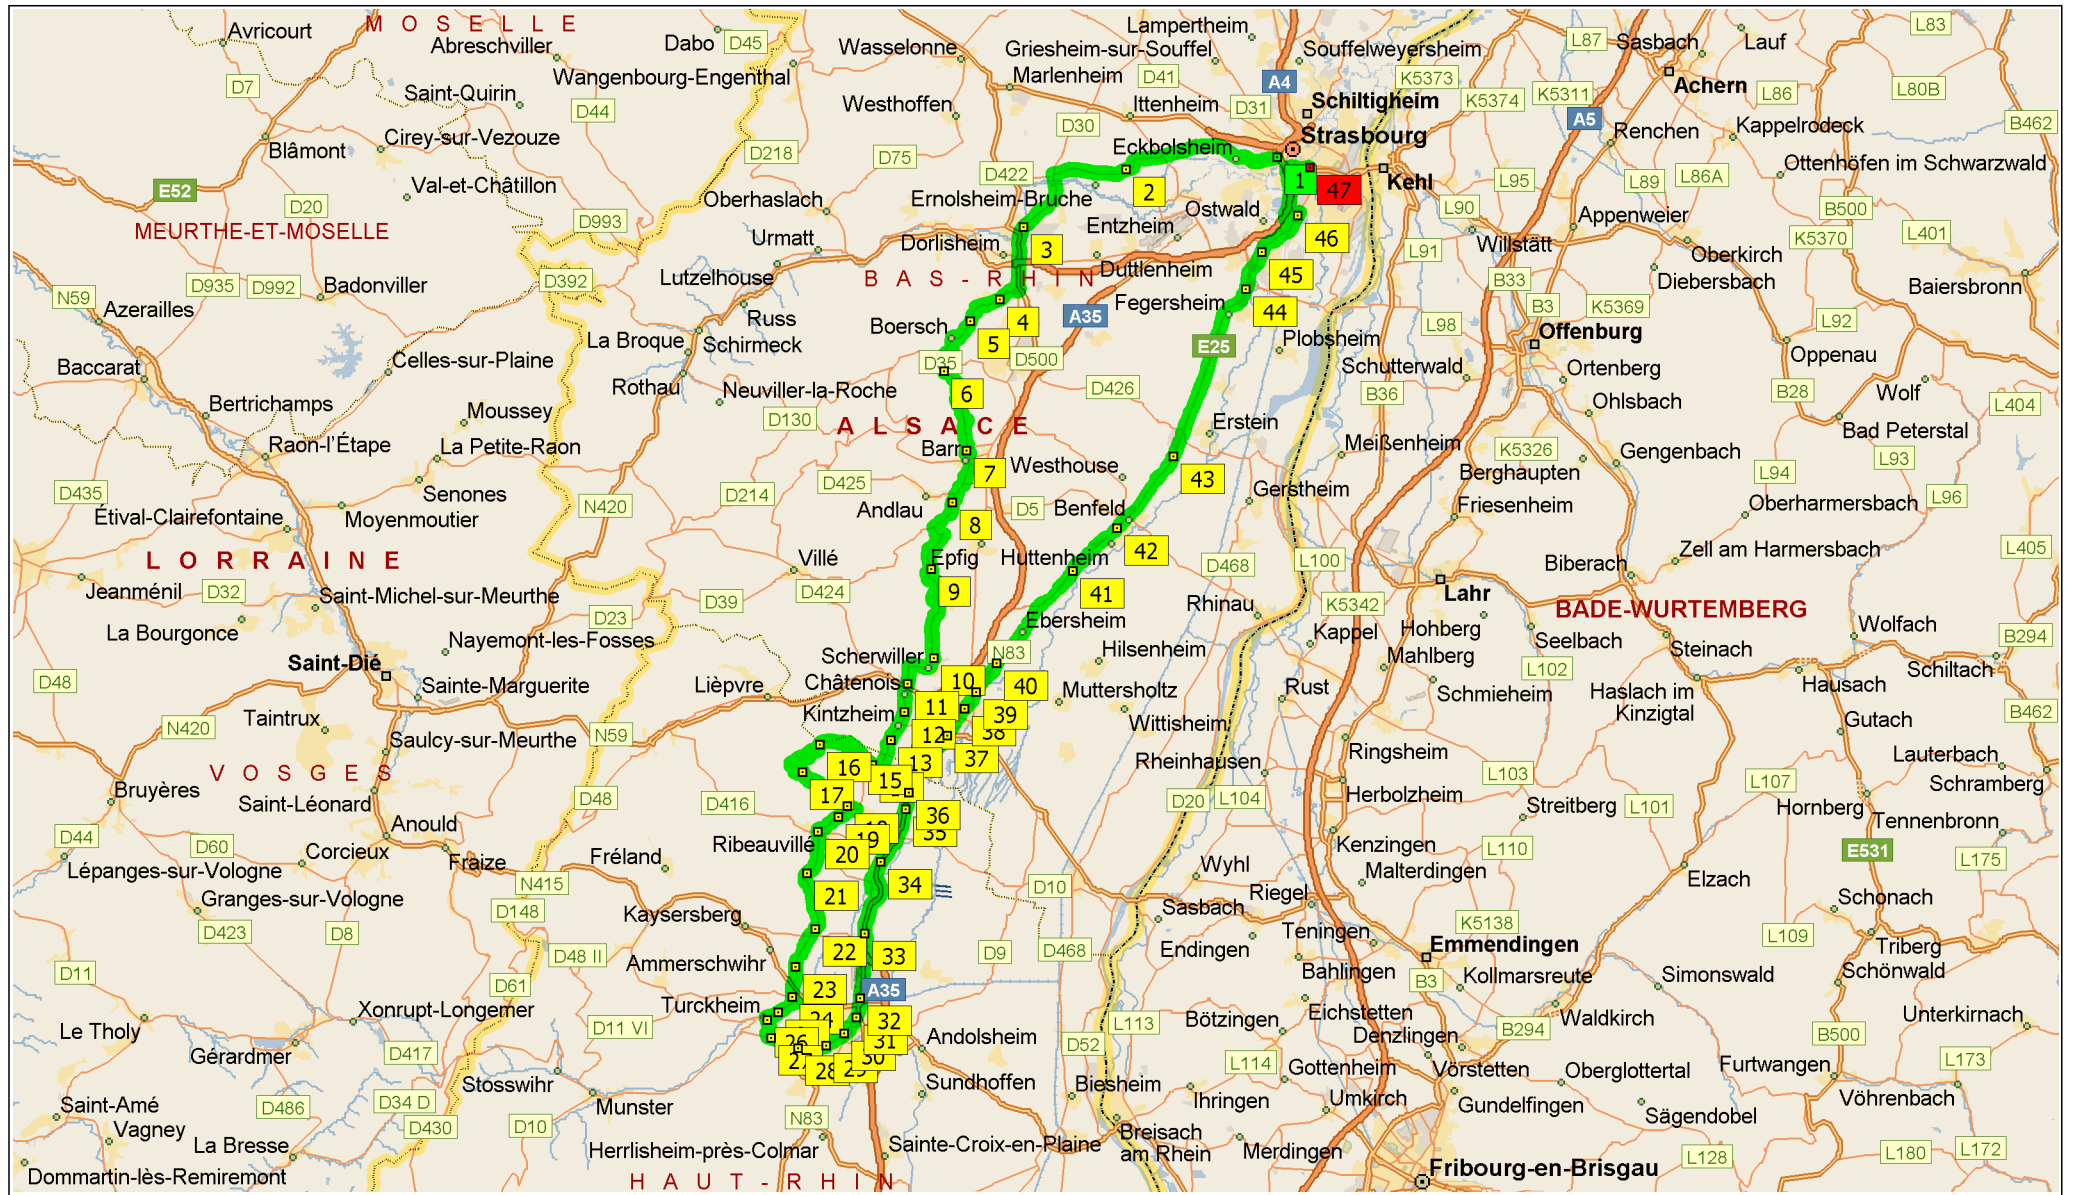 Avricourt
MOSELLE
Abreschviller
Dabo
D45
Wasselonne
Lampertheim
Griesheim-sur-Souffel
Souffelweyersheim
L87
Sasbach
Lauf
L83
D7
Wangenbourg-Engenthal
Saint-Quirin
D44
Marlenheim
D41
A4
K5373
K5374
K5311
Achern
L86
L80B
Westhoffen
Ittenheim
D31
Schiltigheim
A5
Renchen
Kappelrodeck
B462
Cirey-sur-Vezouze
Blâmont
D218
D30
D75
Eckbolsheim
Strasbourg
Ottenhöfen im Schwarzwald
E52
Val-et-Châtillon
D20
D422
1
47
2
Kehl
L95
L89
L86A
Oberhaslach
Ernolsheim-Bruche
Ostwald
L90
Appenweier
B500
MEURTHE-ET-MOSELLE
D993
Urmatt
Dorlisheim
3
Entzheim
46
L91
Willstätt
K5370
L401
Oberkirch
N59
D935
D992
Badonviller
D392
Lutzelhouse
BAS-RHIN
Duttlenheim
45
B33
Diebersbach
Baiersbronn
Azerailles
Russ
Boersch
4
A35
Fegersheim
44
B3
K5369
L98
L92
La Broque
Schirmeck
5
E25
Plobsheim
Offenburg
Oppenau
Baccarat
Celles-sur-Plaine
D35
D500
Schutterwald
Ortenberg
Rothau
Neuviller-la-Roche
6
D426
B36
B28
Wolf
Bertrichamps
Moussey
D130
ALSACE
Erstein
Ohlsbach
L404
Bad Peterstal
Raon-l'Étape
La Petite-Raon
Barr
7
Westhouse
43
Meißenheim
K5326
Gengenbach
Berghaupten
L94
L93
D435
Senones
D214
D425
Gerstheim
Friesenheim
Oberharmersbach
L96
Étival-Clairefontaine
Moyenmoutier
N420
Andlau
8
D5
Benfeld
42
LORRAINE
Villé
Epfig
Huttenheim
D468
L100
Biberach
Zell am Harmersbach
L405
Jeanménil
D32
Saint-Michel-sur-Meurthe
D23
D39
D424
9
41
Rhinau
K5342
Lahr
BADE-WURTEMBERG
La Bourgonce
Nayemont-les-Fosses
Ebersheim
Kappel
Hohberg
Seelbach
Steinach
Wolfach
B294
Saint-Dié
Scherwiller
N83
Hilsenheim
Mahlberg
L102
Schiltach
D48
Sainte-Marguerite
Lièpvre
Châtenois
10
40
Muttersholtz
Rust
Schmieheim
Haslach im
Kinzigtal
Hausach
Taintrux
N420
Kintzheim
11
39
Wittisheim
Gutach
B462
Saulcy-sur-Meurthe
N59
12
38
VOSGES
16
13
37
Rheinhausen
Ringsheim
Lauterbach
Bruyères
15
L103
L107
Schramberg
Saint-Léonard
D48
D416
17
D20
L104
Herbolzheim
Streitberg
L101
Hornberg
36
D44
Anould
18
35
Tennenbronn
D60
Corcieux
Ribeauville
19
Kenzingen
L110
E531
L175
Lépanges-sur-Vologne
Fraize
Fréland
20
Wyhl
Malterdingen
Granges-sur-Vologne
N415
21
34
D10
Riegel
Elzach
Schonach
D148
Kaysersberg
Sasbach
K5138
D423
D8
Teningen
Emmendingen
L109
Triberg
D48 II
22
33
D9
D468
Endingen
D11
Ammerschwihr
Bahlingen
B3
Kollmarsreute
Simonswald
Schönwald
D61
23
A35
Turckheim
Xonrupt-Longemer
24
32
L113
Eichstetten
Waldkirch
Unterkirnach
Le Tholy
D11 VI
Bötzingen
B294
B500
Gérardmer
26
31
Andolsheim
D52
Denzlingen
D417
27
28
29
30
L114
Gottenheim
Vörstetten
Oberglottertal
Furtwangen
L173
Stosswihr
Sundhoffen
Biesheim
Saint-Amé
D486
D34 D
Munster
Ihringen
Umkirch
Gundelfingen
Sägendobel
Vöhrenbach
Vagney
D430
D10
N83
La Bresse
Herrlisheim-près-Colmar
Sainte-Croix-en-Plaine
Breisach
am Rhein
Merdingen
L128
L180
L172
Dommartin-lès-Remiremont
HAUT-RHIN
Fribourg-en-Brisgau